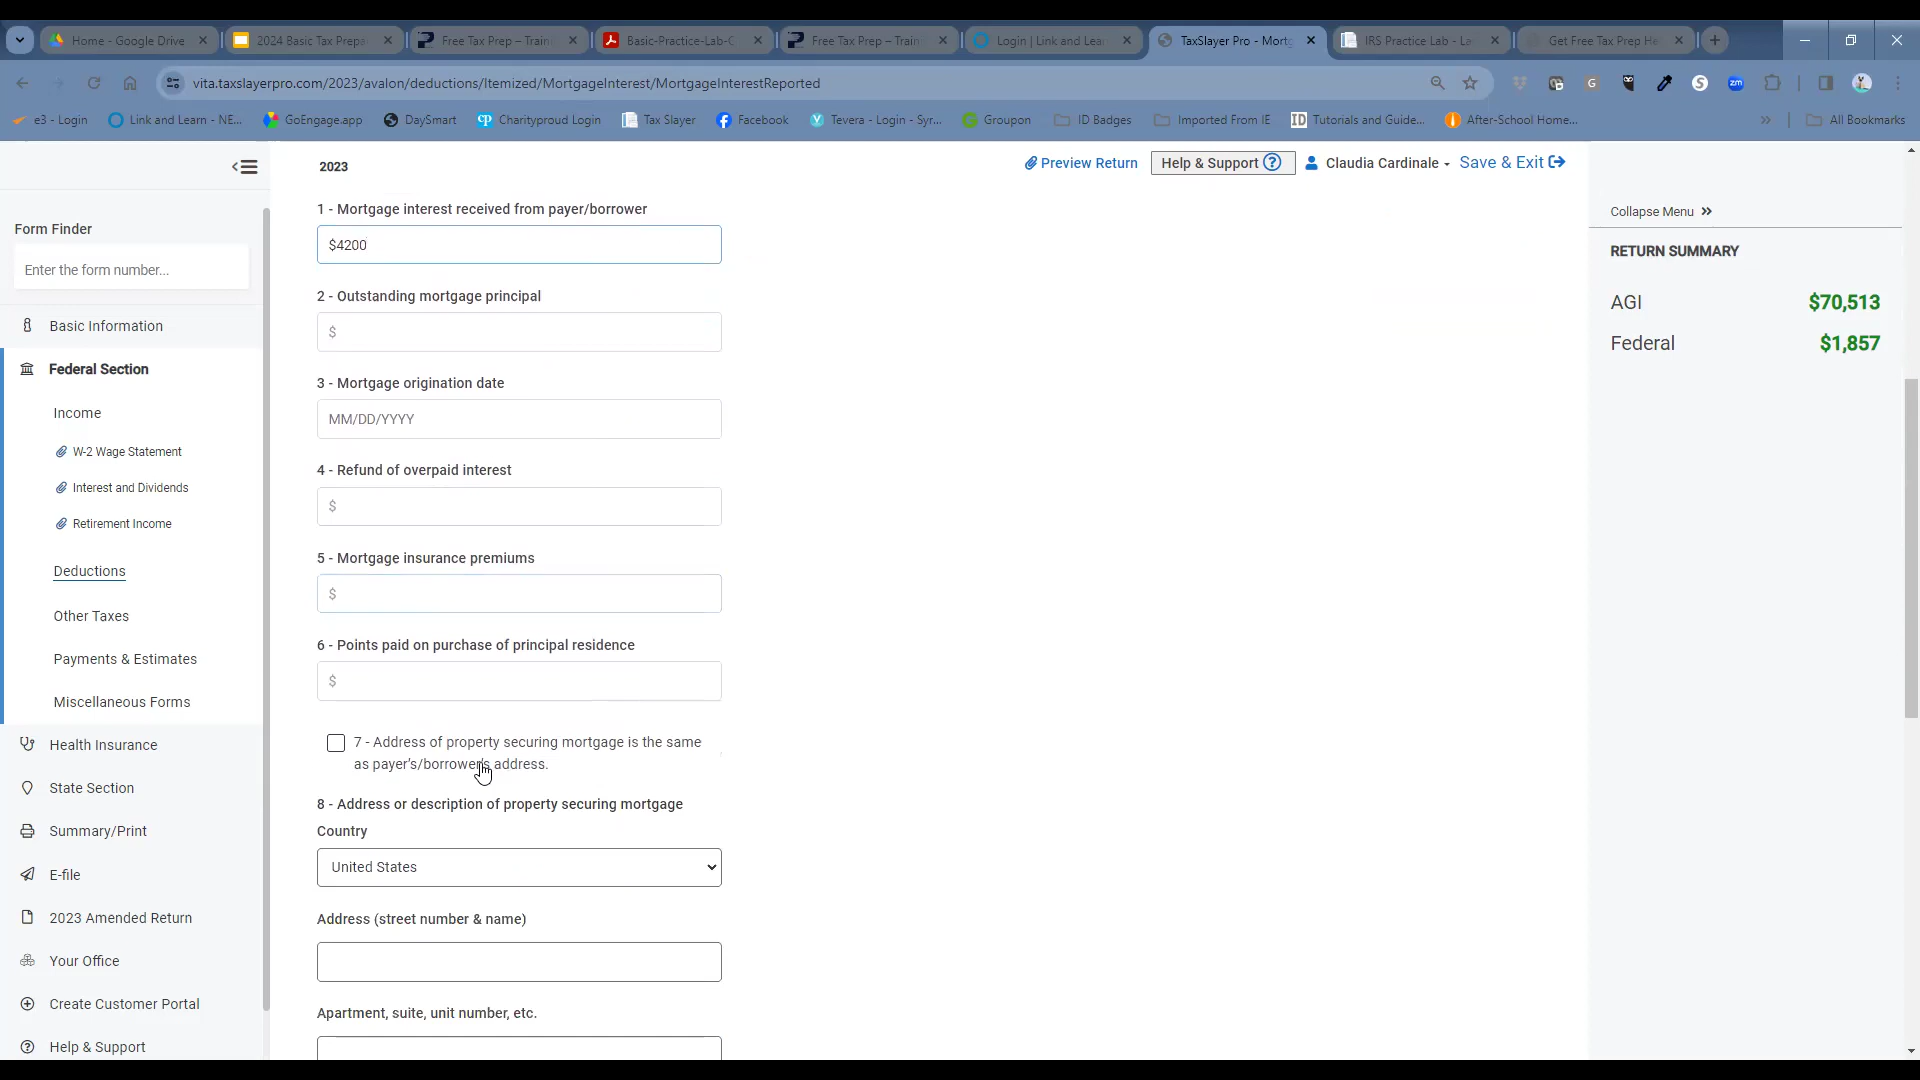 Home - Google Drive
2024 Basic Tax Prepa
Free Tax Prep – Train
Basic-Practice-Lab-C
Free Tax Prep – Train
Login | Link and Lea
TaxSlayer Pro - Mort
IRS Practice Lab - La
Get Free Tax Prep He
vita.taxslayerpro.com/2023/avalon/deductions/Itemized/MortgageInterest/MortgageInterestReported
e3 - Login
Link and Learn - NE...
GoEngage.app
DaySmart
Charityproud Login
Tax Slayer
Facebook
Tevera - Login - Syr...
Groupon
ID Badges
Imported From IE
Tutorials and Guide...
After-School Home...
All Bookmarks
2023
Preview Return
Help & Support
Claudia Cardinale
Save & Exit
Form Finder
Enter the form number...
Basic Information
Federal Section
Income
W-2 Wage Statement
Interest and Dividends
Retirement Income
Deductions
Other Taxes
Payments & Estimates
Miscellaneous Forms
Health Insurance
State Section
Summary/Print
E-file
2023 Amended Return
Your Office
Create Customer Portal
Help & Support
1 - Mortgage interest received from payer/borrower
$4200
2 - Outstanding mortgage principal
$
3 - Mortgage origination date
MM/DD/YYYY
4 - Refund of overpaid interest
$
5 - Mortgage insurance premiums
$
6 - Points paid on purchase of principal residence
$
7 - Address of property securing mortgage is the same
as payer's/borrower's address.
8 - Address or description of property securing mortgage
Country
United States
Address (street number & name)
Apartment, suite, unit number, etc.
Collapse Menu
RETURN SUMMARY
AGI $70,513
Federal $1,857